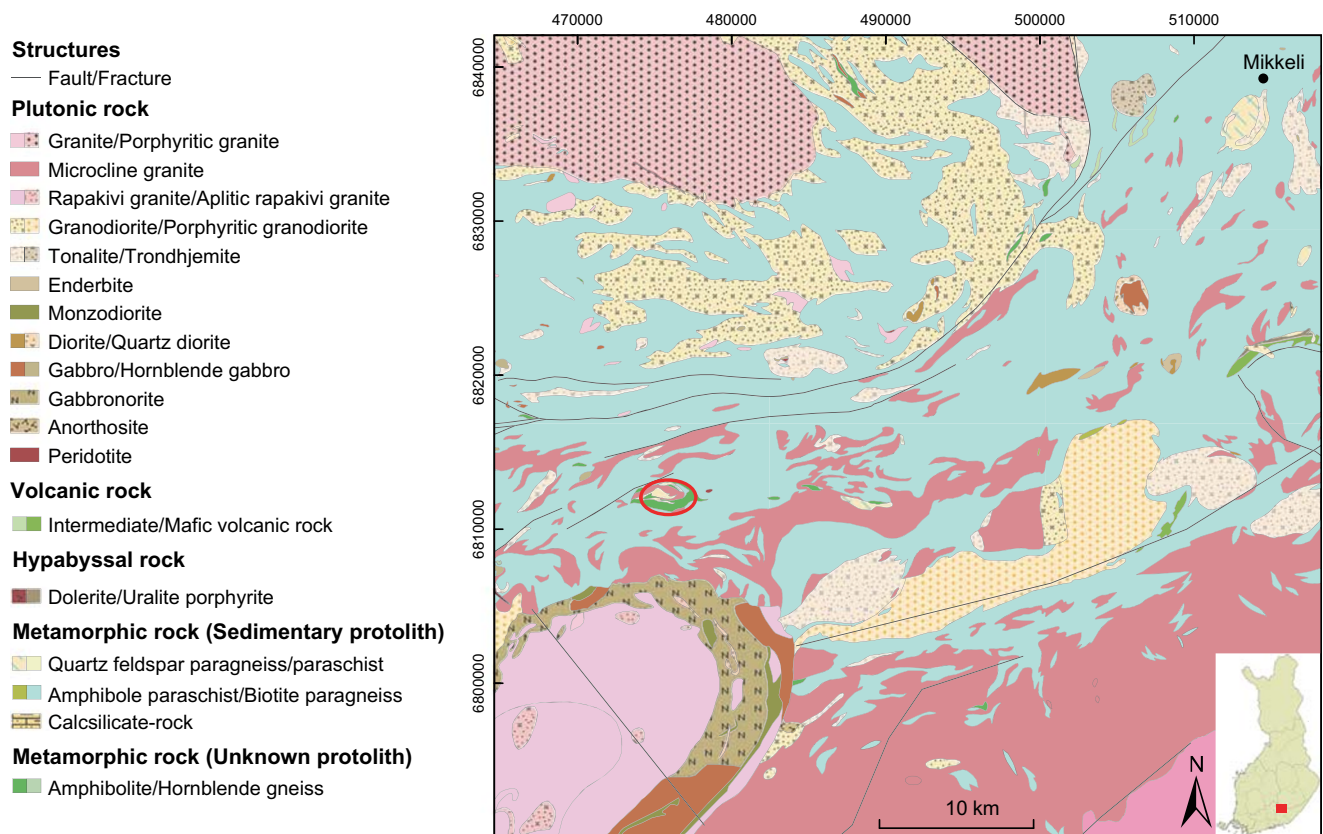 Structures
Fault/Fracture
Plutonic rock
Granite/Porphyritic granite
Microcline granite
Rapakivi granite/Aplitic rapakivi granite
Granodiorite/Porphyritic granodiorite
Tonalite/Trondhjemite
Enderbite
Monzodiorite
Diorite/Quartz diorite
Gabbro/Hornblende gabbro
Gabbronorite
Anorthosite
Peridotite
Volcanic rock
Intermediate/Mafic volcanic rock
Hypabyssal rock
Dolerite/Uralite porphyrite
Metamorphic rock (Sedimentary protolith)
Quartz feldspar paragneiss/paraschist
Amphibole paraschist/Biotite paragneiss
Calcsilicate-rock
Metamorphic rock (Unknown protolith)
Amphibolite/Hornblende gneiss
470000 480000 490000 500000 510000
6840000
6830000
6820000
6810000
6800000
Mikkeli
N
10 km